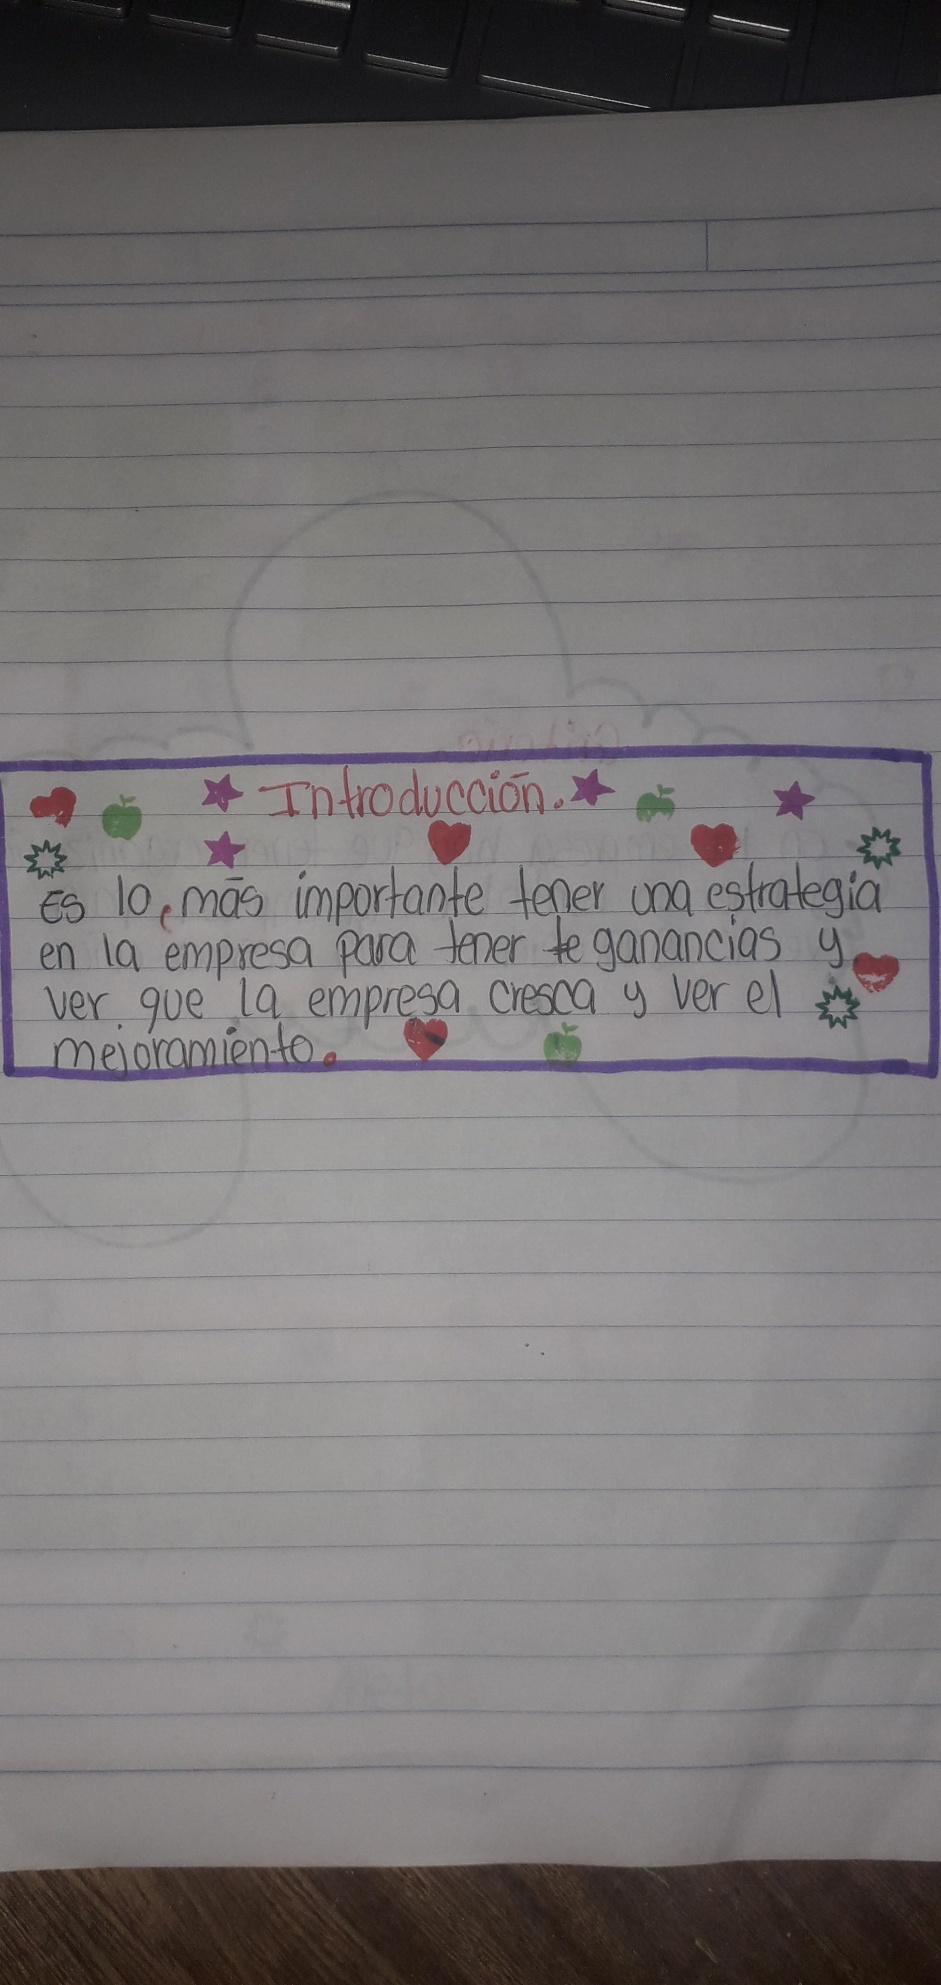 Introducción.
Es lo, más importante tener una estrategia
en la empresa para tener te ganancias y
ver que la empresa cresca y ver el
mejoramiento.